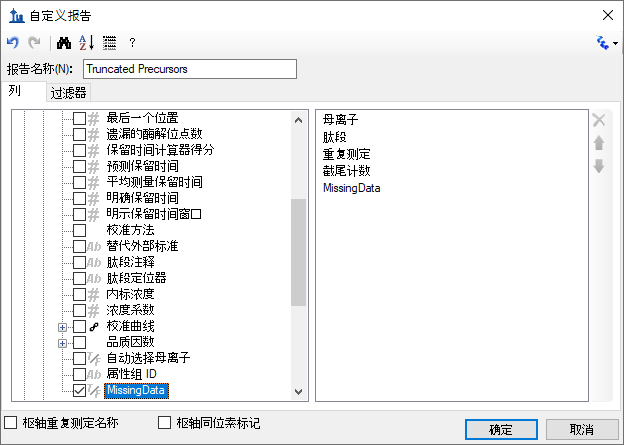 自定义报告
?
报告名称(N):
Truncated Precursors
列
过滤器
最后一个位置
遗漏的酶解位点数
保留时间计算器得分
预测保留时间
平均测量保留时间
明确保留时间
明示保留时间窗口
校准方法
替代外部标准
肽段注释
肽段定位器
内标浓度
浓度系数
校准曲线
品质因数
自动选择母离子
属性组 ID
MissingData
母离子
肽段
重复测定
截尾计数
MissingData
枢轴重复测定名称
枢轴同位素标记
确定
取消